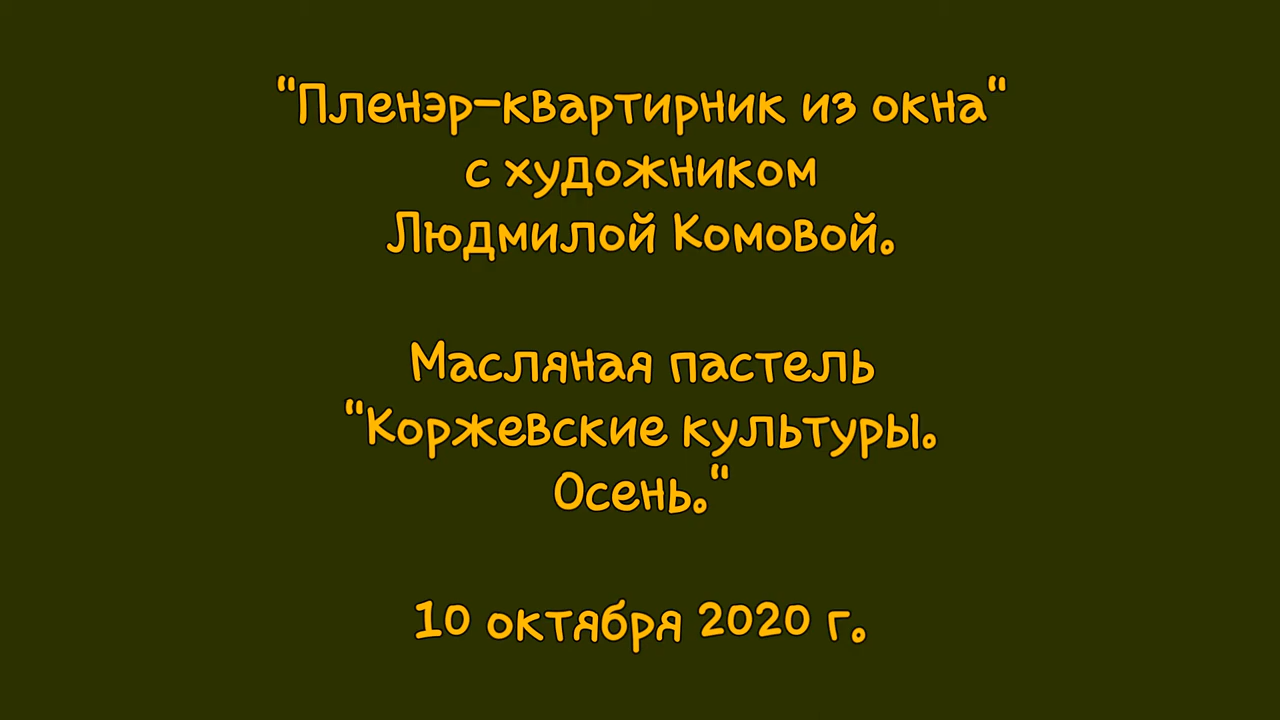 "Пленэр-квартирник из окна"
с художником
Людмилой Комовой.
Масляная пастель
"Коржевские культуры.
Осень."
10 октября 2020 г.